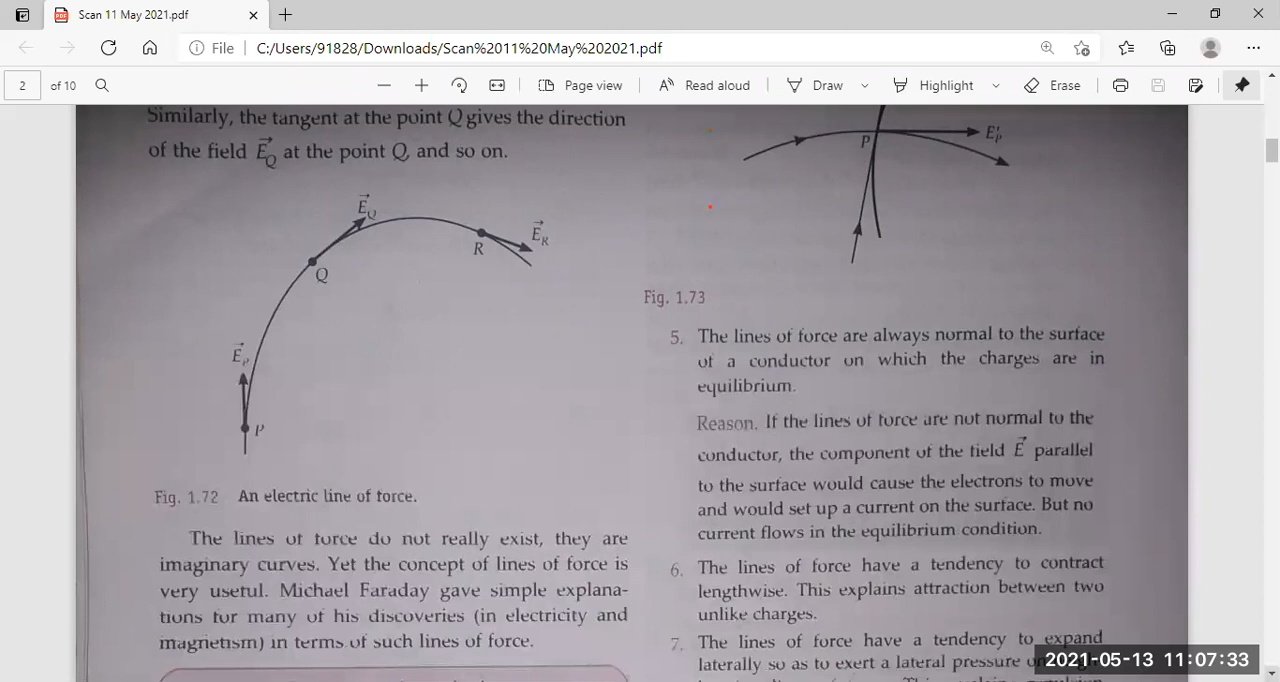 Scan 11 May 2021.pdf
File
C:/Users/91828/Downloads/Scan%2011%20May%202021.pdf
2 of 10
Page view
Read aloud
Draw
Highlight
Erase
Similarly, the tangent at the point Q gives the direction
of the field E⃗Q at the point Q, and so on.
E⃗Q
E⃗R
R
Q
E⃗P
P
Fig. 1.72 An electric line of force.
The lines of force do not really exist, they are
imaginary curves. Yet the concept of lines of force is
very useful. Michael Faraday gave simple explana-
tions for many of his discoveries (in electricity and
magnetism) in terms of such lines of force.
P
E′P
Fig. 1.73
5. The lines of force are always normal to the surface
of a conductor on which the charges are in
equilibrium.
Reason. If the lines of force are not normal to the
conductor, the component of the field E⃗ parallel
to the surface would cause the electrons to move
and would set up a current on the surface. But no
current flows in the equilibrium condition.
6. The lines of force have a tendency to contract
lengthwise. This explains attraction between two
unlike charges.
7. The lines of force have a tendency to expand
laterally so as to exert a lateral pressure
2021-05-13 11:07:33